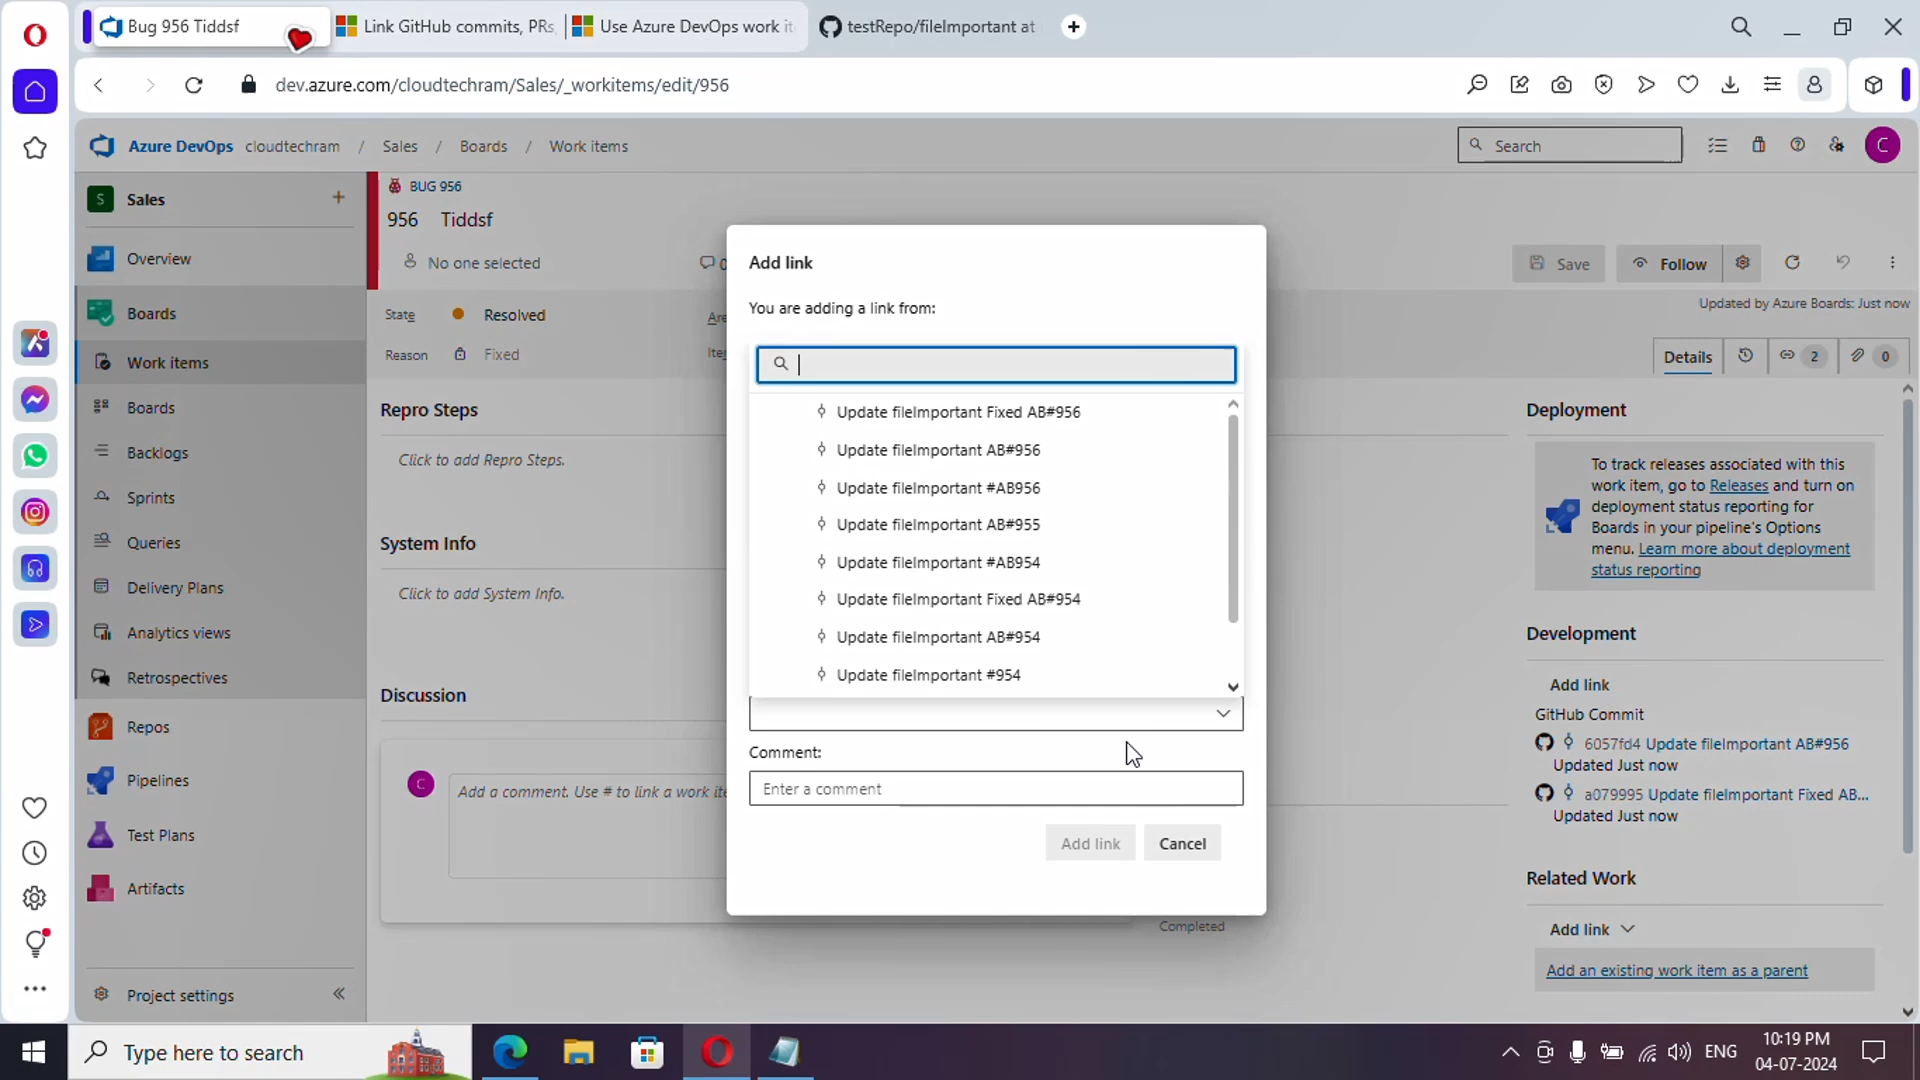 Bug 956 Tiddsf
Link GitHub commits, PRs,
Use Azure DevOps work it
testRepo/fileImportant at
dev.azure.com/cloudtechram/Sales/_workitems/edit/956
Azure DevOps cloudtechram / Sales / Boards / Work items
Search
C
S Sales
Overview
Boards
Work items
Boards
Backlogs
Sprints
Queries
Delivery Plans
Analytics views
Retrospectives
Repos
Pipelines
Test Plans
Artifacts
Project settings
BUG 956
956 Tiddsf
No one selected
0
Save
Follow
State Resolved
Reason Fixed
Are
Ite
Updated by Azure Boards: Just now
Details
2
0
Repro Steps
Click to add Repro Steps.
System Info
Click to add System Info.
Discussion
C
Add a comment. Use # to link a work ite
Add link
You are adding a link from:
Update fileImportant Fixed AB#956
Update fileImportant AB#956
Update fileImportant #AB956
Update fileImportant AB#955
Update fileImportant #AB954
Update fileImportant Fixed AB#954
Update fileImportant AB#954
Update fileImportant #954
Comment:
Enter a comment
Add link
Cancel
Completed
Deployment
To track releases associated with this
work item, go to Releases and turn on
deployment status reporting for
Boards in your pipeline's Options
menu. Learn more about deployment
status reporting
Development
Add link
GitHub Commit
6057fd4 Update fileImportant AB#956
Updated Just now
a079995 Update fileImportant Fixed AB...
Updated Just now
Related Work
Add link
Add an existing work item as a parent
Type here to search
ENG
10:19 PM
04-07-2024